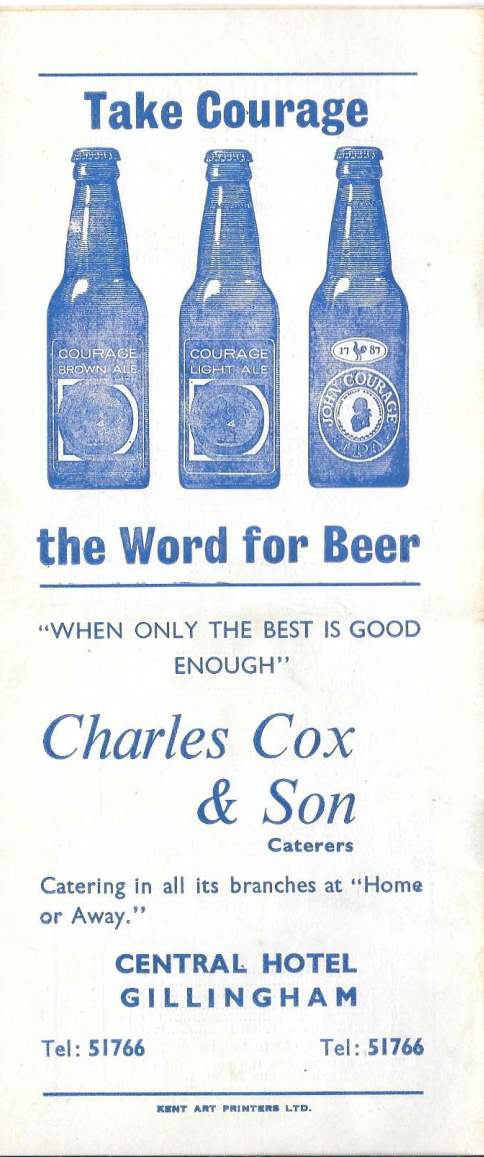 Take Courage
COURAGE
BROWN ALE
COURAGE
LIGHT ALE
17 87
JOHN COURAGE
the Word for Beer
“WHEN ONLY THE BEST IS GOOD
ENOUGH”
Charles Cox
& Son
Caterers
Catering in all its branches at “Home
or Away.”
CENTRAL HOTEL
GILLINGHAM
Tel: 51766 Tel: 51766
KENT ART PRINTERS LTD.